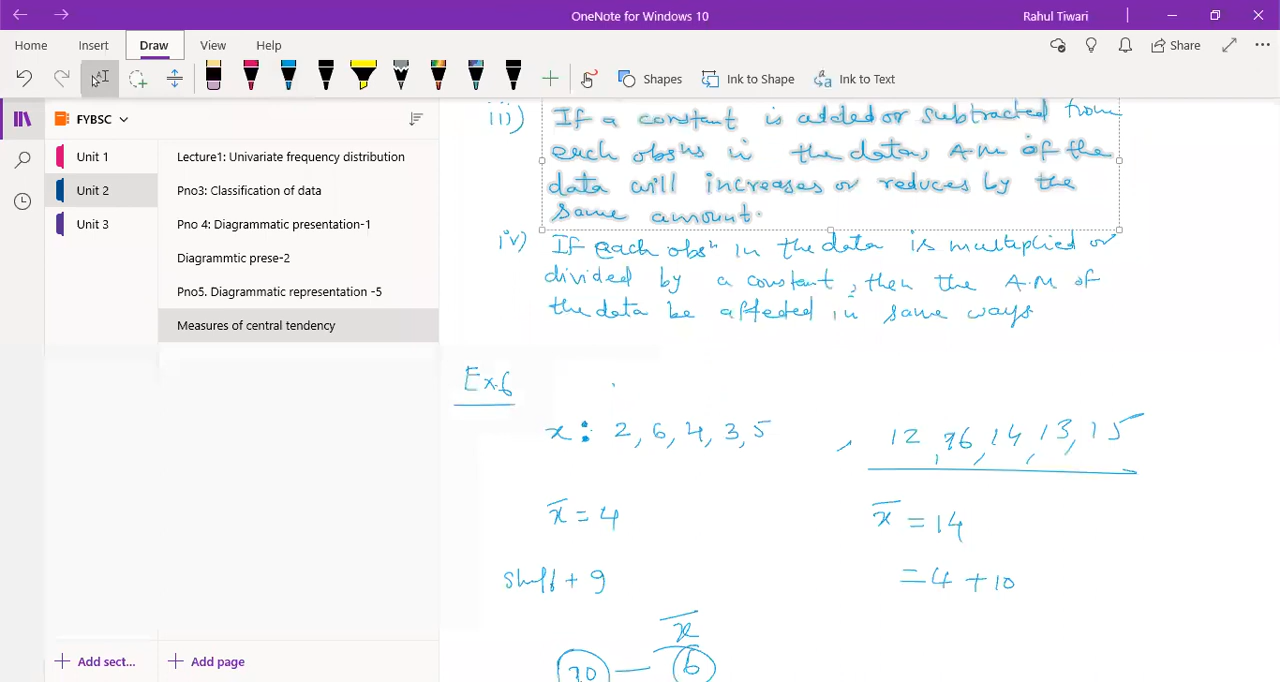 OneNote for Windows 10
Rahul Tiwari
Home Insert Draw View Help
Share
Shapes Ink to Shape Ink to Text
FYBSC
Unit 1
Unit 2
Unit 3
Lecture1: Univariate frequency distribution
Pno3: Classification of data
Pno 4: Diagrammatic presentation-1
Diagrammtic prese-2
Pno5. Diagrammatic representation -5
Measures of central tendency
Add sect...
Add page
iii) If a constant is added or subtracted from
each obsns in the data, A.M of the
data will increases or reduces by the
same amount.
iv) If each obsn in the data is multiplied or
divided by a constant, then the A.M of
the data be affected in same ways
Ex.6
x: 2, 6, 4, 3, 5
12, 16, 14, 13, 15
x̅ = 4
x̅ = 14
+ 9
= 4 + 10
x̅
6